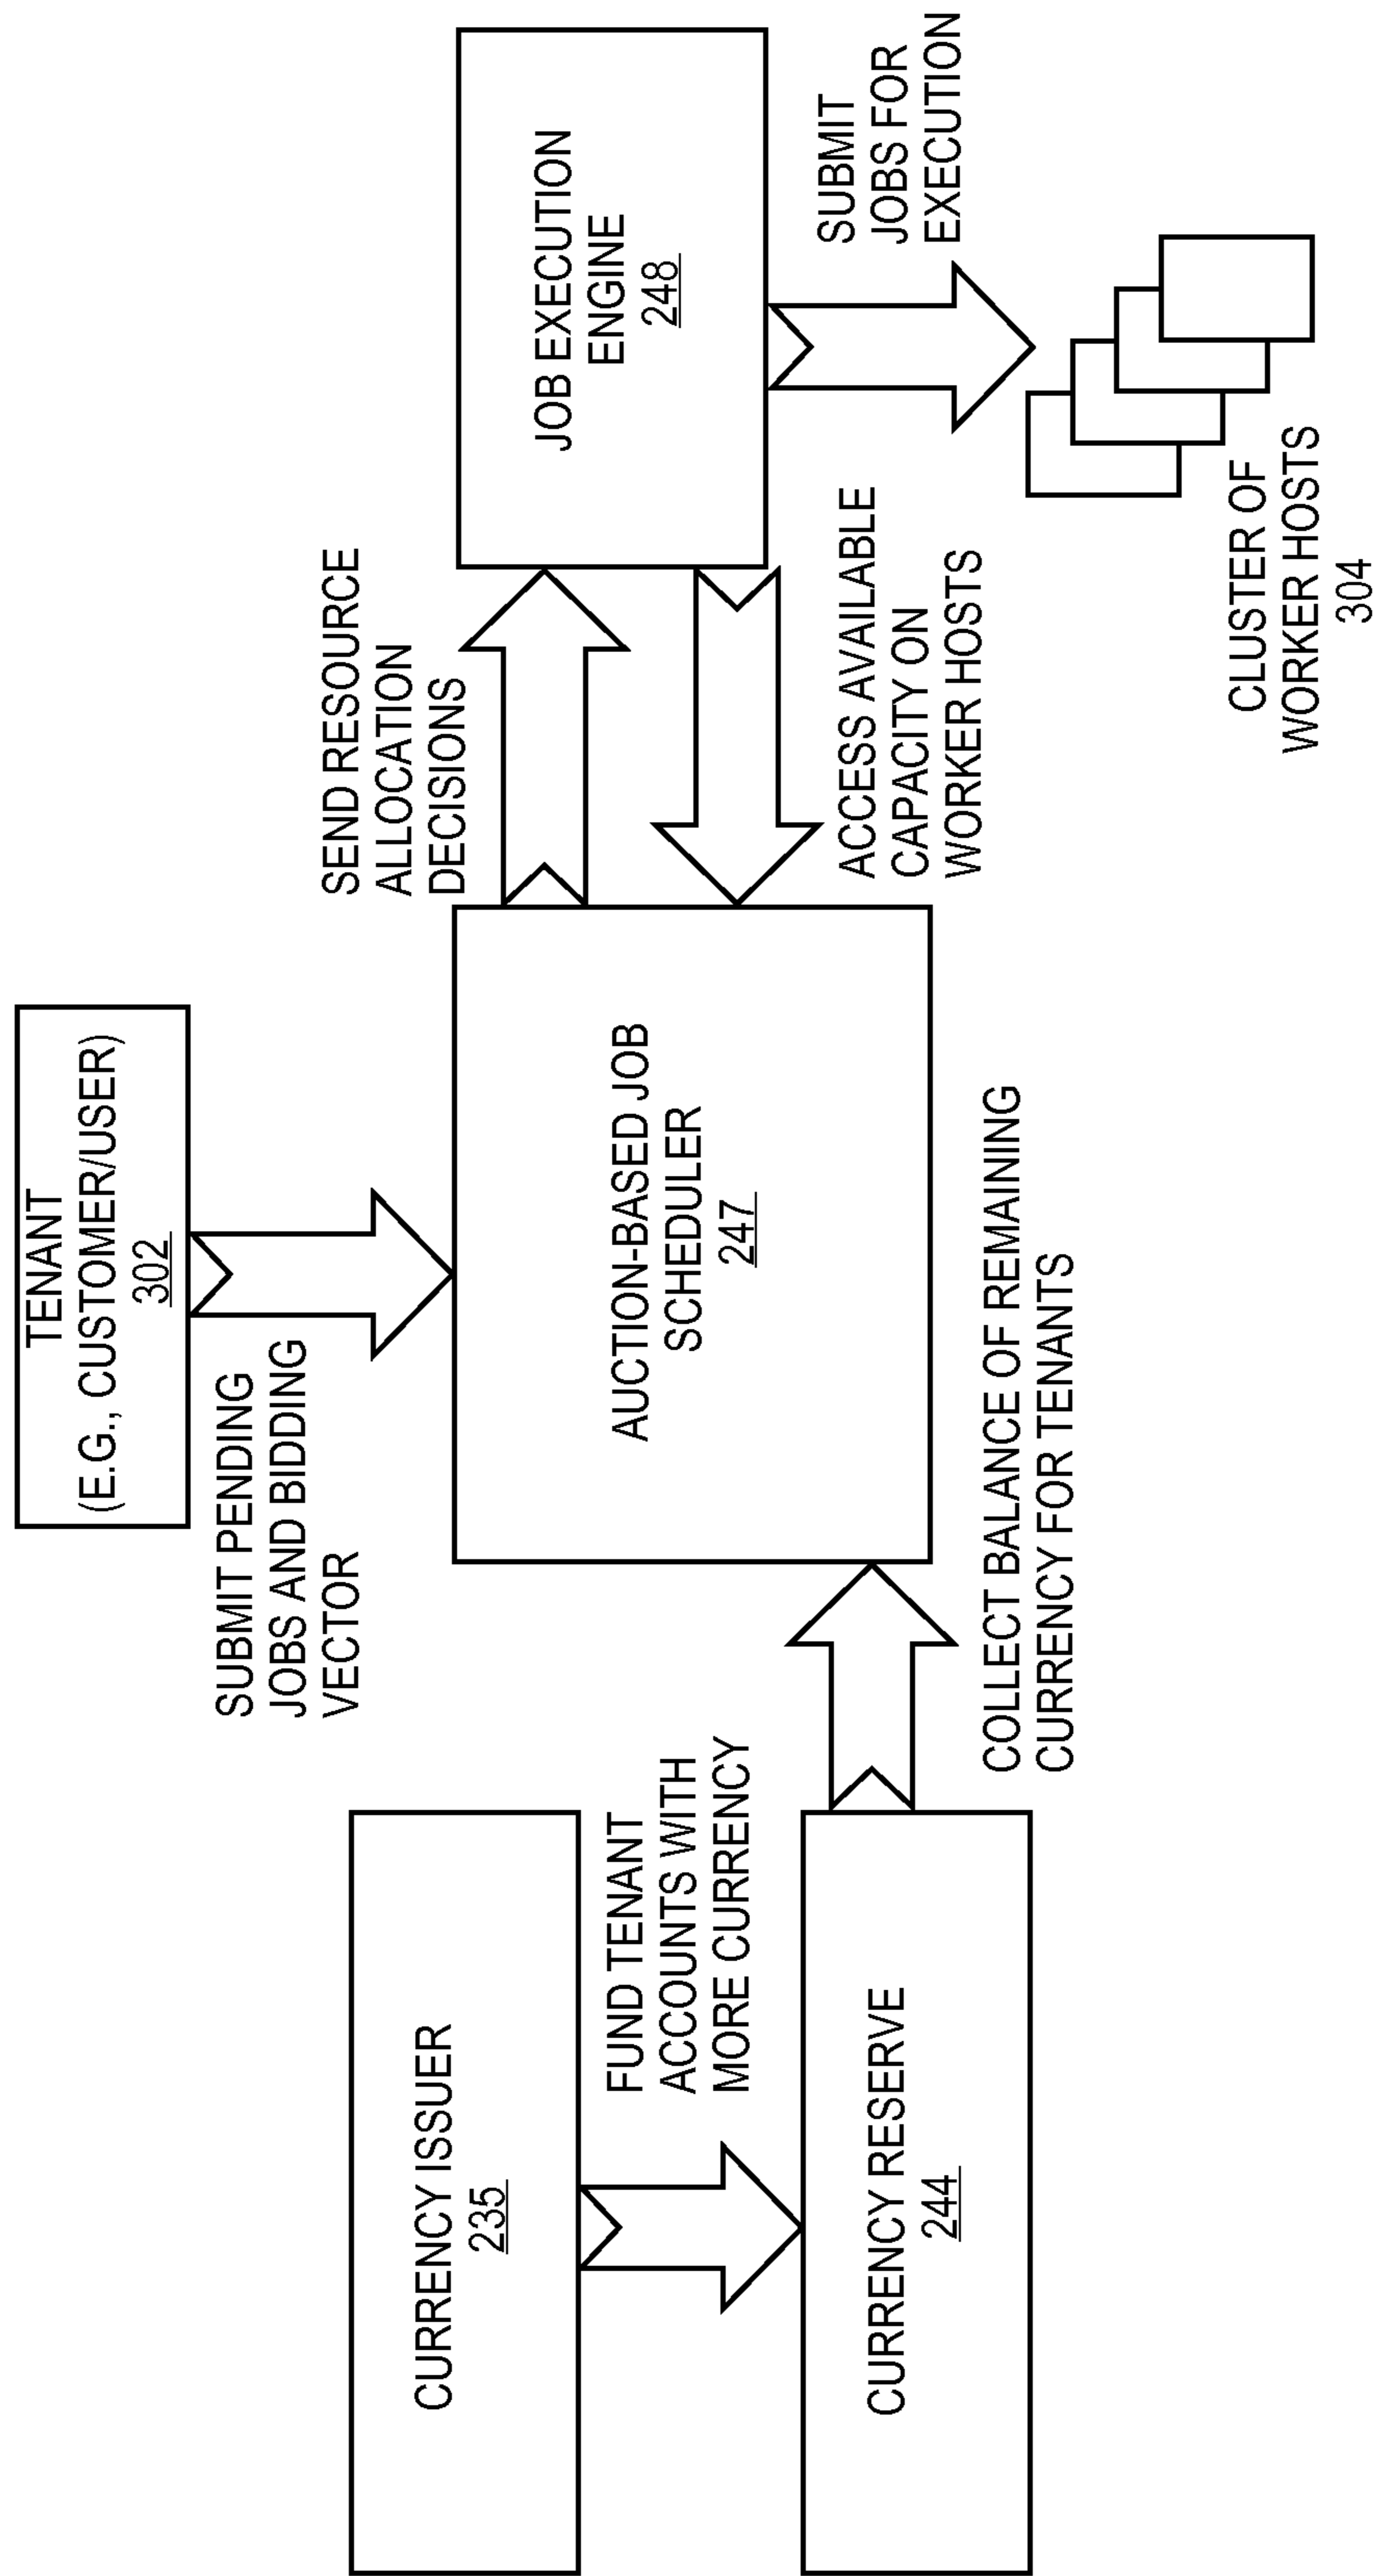 TENANT
(E.G., CUSTOMER/USER)
302
SUBMIT PENDING
JOBS AND BIDDING
VECTOR
SEND RESOURCE
ALLOCATION
DECISIONS
CURRENCY ISSUER
235
FUND TENANT
ACCOUNTS WITH
MORE CURRENCY
CURRENCY RESERVE
244
AUCTION-BASED JOB
SCHEDULER
247
COLLECT BALANCE OF REMAINING
CURRENCY FOR TENANTS
JOB EXECUTION
ENGINE
248
ACCESS AVAILABLE
CAPACITY ON
WORKER HOSTS
SUBMIT
JOBS FOR
EXECUTION
CLUSTER OF
WORKER HOSTS
304